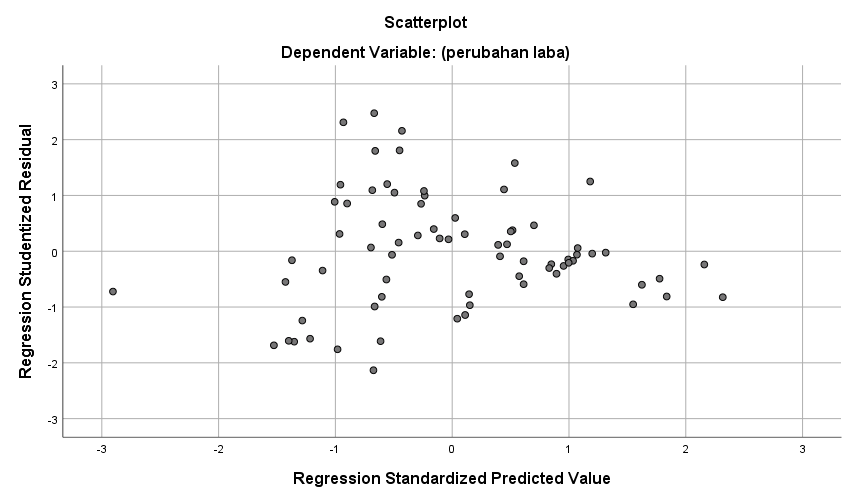 Scatterplot
Dependent Variable: (perubahan laba)
Regression Studentized Residual
3
2
1
0
-1
-2
-3
-3 -2 -1 0 1 2 3
Regression Standardized Predicted Value